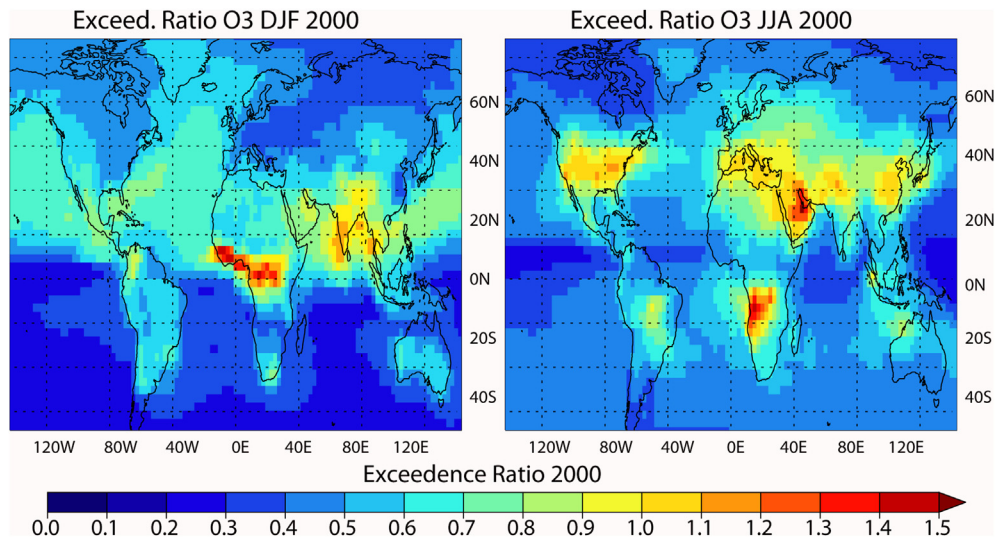 Exceed. Ratio O3 DJF 2000
Exceed. Ratio O3 JJA 2000
60N
40N
20N
0N
20S
40S
60N
40N
20N
0N
20S
40S
120W 80W 40W 0E 40E 80E 120E
120W 80W 40W 0E 40E 80E 120E
Exceedence Ratio 2000
0.0 0.1 0.2 0.3 0.4 0.5 0.6 0.7 0.8 0.9 1.0 1.1 1.2 1.3 1.4 1.5